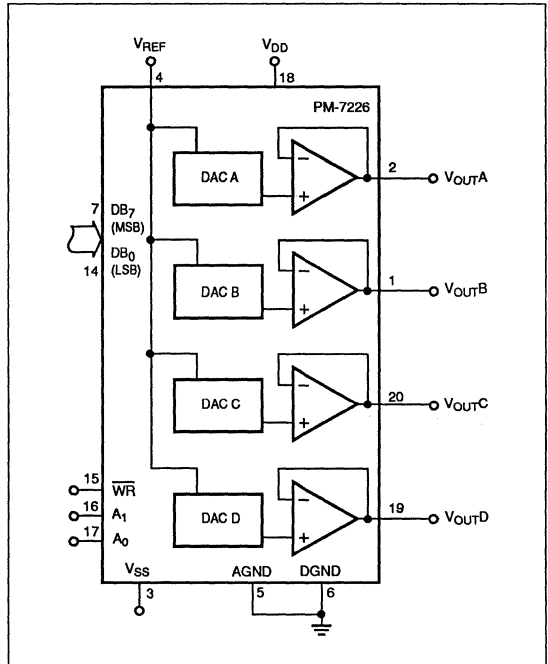 VREF
VDD
4
18
PM-7226
DAC A
−
+
2
VOUTA
7
DB7
(MSB)
DB0
14
(LSB)
DAC B
−
+
1
VOUTB
DAC C
−
+
20
VOUTC
15
WR
16
A1
17
A0
DAC D
−
+
19
VOUTD
VSS
AGND
DGND
3
5
6